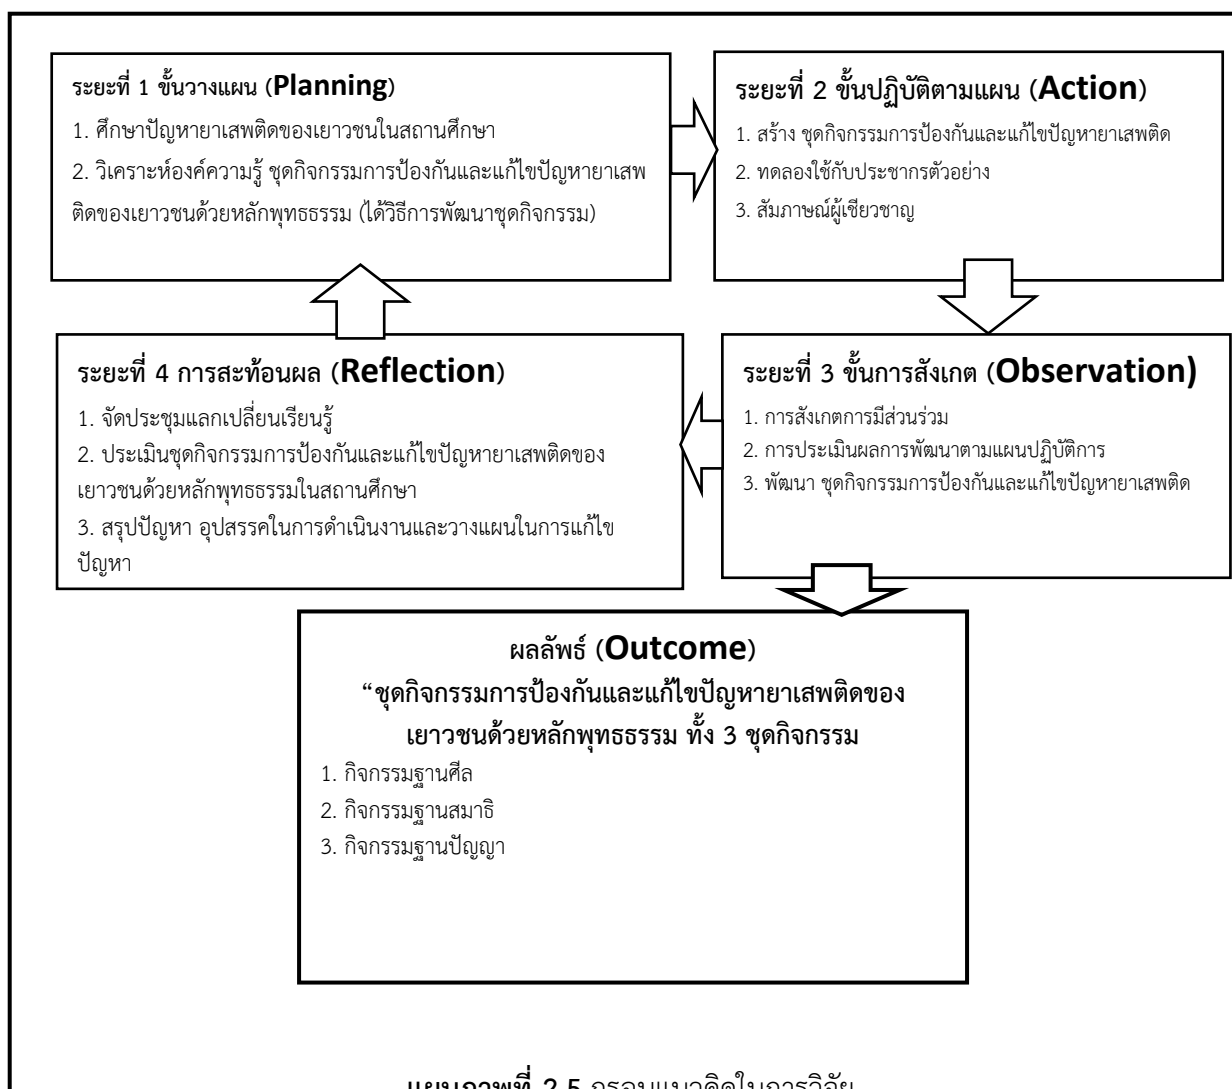 ระยะที่ 1 ขั้นวางแผน (Planning)
1. ศึกษาปัญหายาเสพติดของเยาวชนในสถานศึกษา
2. วิเคราะห์องค์ความรู้ ชุดกิจกรรมการป้องกันและแก้ไขปัญหายาเสพ
ติดของเยาวชนด้วยหลักพุทธธรรม (ได้วิธีการพัฒนาชุดกิจกรรม)
ระยะที่ 2 ขั้นปฏิบัติตามแผน (Action)
1. สร้าง ชุดกิจกรรมการป้องกันและแก้ไขปัญหายาเสพติด
2. ทดลองใช้กับประชากรตัวอย่าง
3. สัมภาษณ์ผู้เชียวชาญ
ระยะที่ 3 ขั้นการสังเกต (Observation)
1. การสังเกตการมีส่วนร่วม
2. การประเมินผลการพัฒนาตามแผนปฏิบัติการ
3. พัฒนา ชุดกิจกรรมการป้องกันและแก้ไขปัญหายาเสพติด
ระยะที่ 4 การสะท้อนผล (Reflection)
1. จัดประชุมแลกเปลี่ยนเรียนรู้
2. ประเมินชุดกิจกรรมการป้องกันและแก้ไขปัญหายาเสพติดของ
เยาวชนด้วยหลักพุทธธรรมในสถานศึกษา
3. สรุปปัญหา อุปสรรคในการดำเนินงานและวางแผนในการแก้ไข
ปัญหา
ผลลัพธ์ (Outcome)
“ชุดกิจกรรมการป้องกันและแก้ไขปัญหายาเสพติดของ
เยาวชนด้วยหลักพุทธธรรม ทั้ง 3 ชุดกิจกรรม
1. กิจกรรมฐานศีล
2. กิจกรรมฐานสมาธิ
3. กิจกรรมฐานปัญญา
แผนภาพที่ 2.5 กรอบแนวคิดในการวิจัย